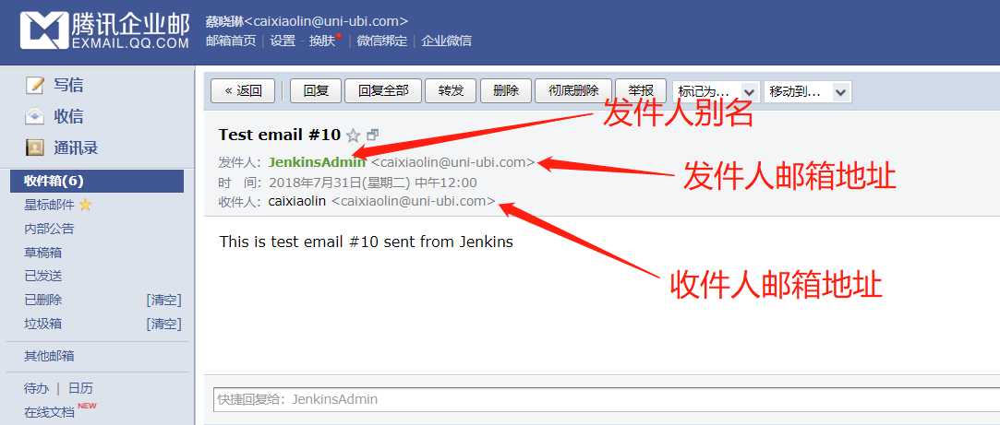 腾讯企业邮
EXMAIL.QQ.COM
蔡晓琳<caixiaolin@uni-ubi.com>
邮箱首页 | 设置 - 换肤 | 微信绑定 | 企业微信
写信
收信
通讯录
收件箱(6)
星标邮件
内部公告
草稿箱
已发送
已删除 [清空]
垃圾箱 [清空]
其他邮箱
待办 | 日历
在线文档 NEW
« 返回 回复 回复全部 转发 删除 彻底删除 举报 标记为... 移动到...
发件人别名
Test email #10
发件人：JenkinsAdmin <caixiaolin@uni-ubi.com>
发件人邮箱地址
时 间：2018年7月31日(星期二) 中午12:00
收件人：caixiaolin <caixiaolin@uni-ubi.com>
This is test email #10 sent from Jenkins
收件人邮箱地址
快捷回复给：JenkinsAdmin